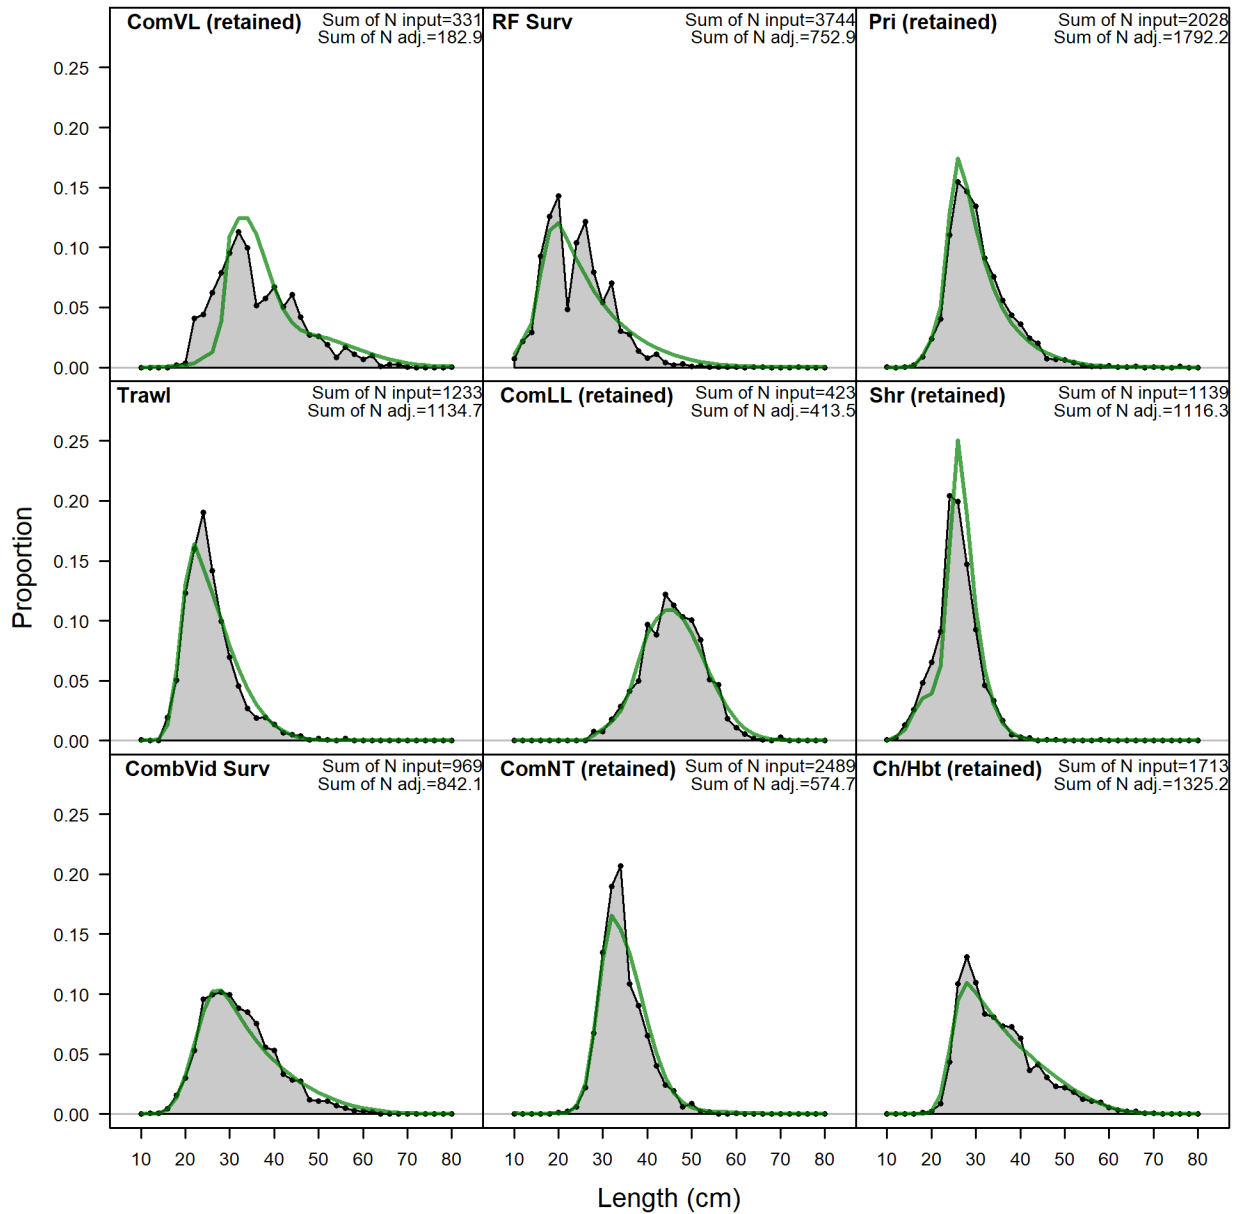 ComVL (retained)
Sum of N input=331
Sum of N adj.=182.9
RF Surv
Sum of N input=3744
Sum of N adj.=752.9
Pri (retained)
Sum of N input=2028
Sum of N adj.=1792.2
0.25
0.20
0.15
0.10
0.05
0.00
Trawl
Sum of N input=1233
Sum of N adj.=1134.7
ComLL (retained)
Sum of N input=423
Sum of N adj.=413.5
Shr (retained)
Sum of N input=1139
Sum of N adj.=1116.3
0.25
0.20
0.15
0.10
0.05
0.00
Proportion
CombVid Surv
Sum of N input=969
Sum of N adj.=842.1
ComNT (retained)
Sum of N input=2489
Sum of N adj.=574.7
Ch/Hbt (retained)
Sum of N input=1713
Sum of N adj.=1325.2
0.25
0.20
0.15
0.10
0.05
0.00
10 20 30 40 50 60 70 80
10 20 30 40 50 60 70 80
10 20 30 40 50 60 70 80
Length (cm)